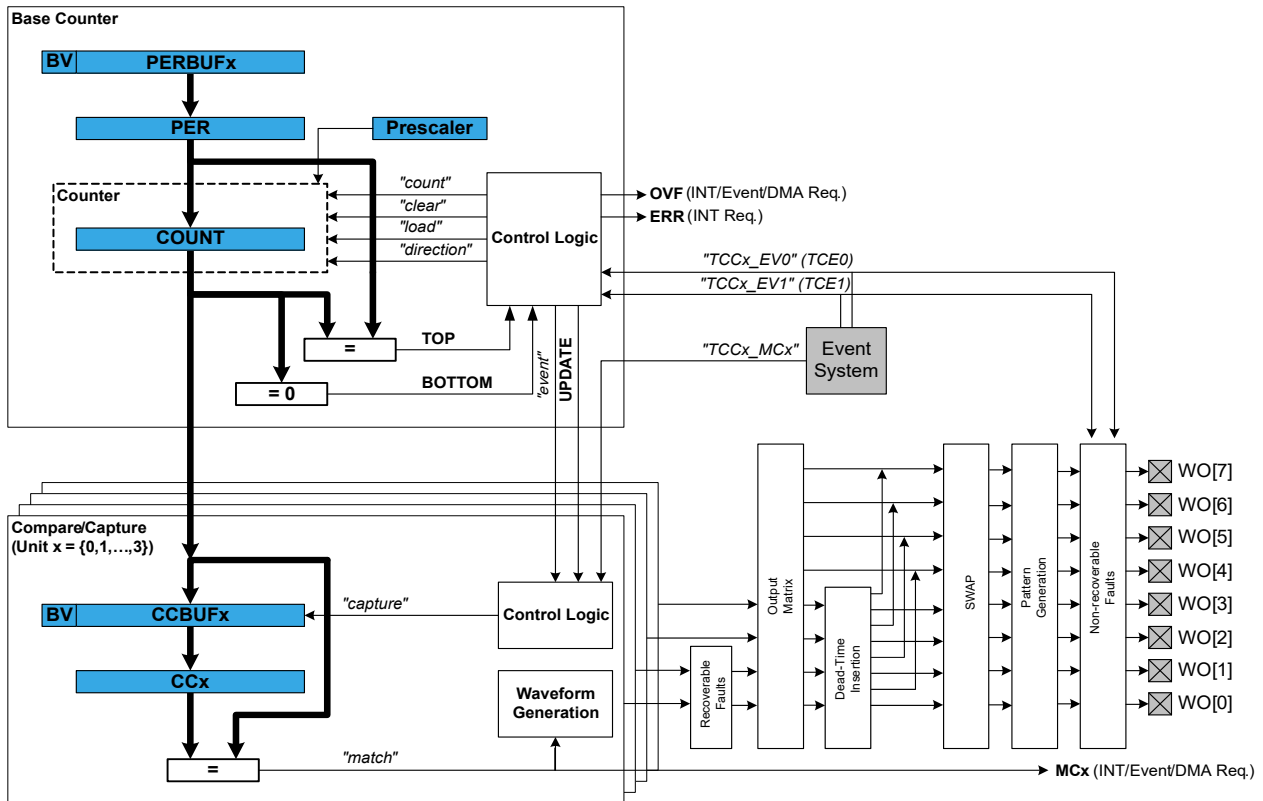 Base Counter
BV PERBUFx
PER
Prescaler
Counter
COUNT
"count"
"clear"
"load"
"direction"
Control Logic
OVF (INT/Event/DMA Req.)
ERR (INT Req.)
"TCCx_EV0" (TCE0)
"TCCx_EV1" (TCE1)
"TCCx_MCx"
Event
System
=
TOP
= 0
BOTTOM
"event"
UPDATE
Compare/Capture
(Unit x = {0,1,…,3})
BV CCBUFx
"capture"
Control Logic
CCx
Waveform
Generation
=
"match"
Recoverable
Faults
Output
Matrix
Dead-Time
Insertion
SWAP
Pattern
Generation
Non-recoverable
Faults
WO[7]
WO[6]
WO[5]
WO[4]
WO[3]
WO[2]
WO[1]
WO[0]
MCx (INT/Event/DMA Req.)